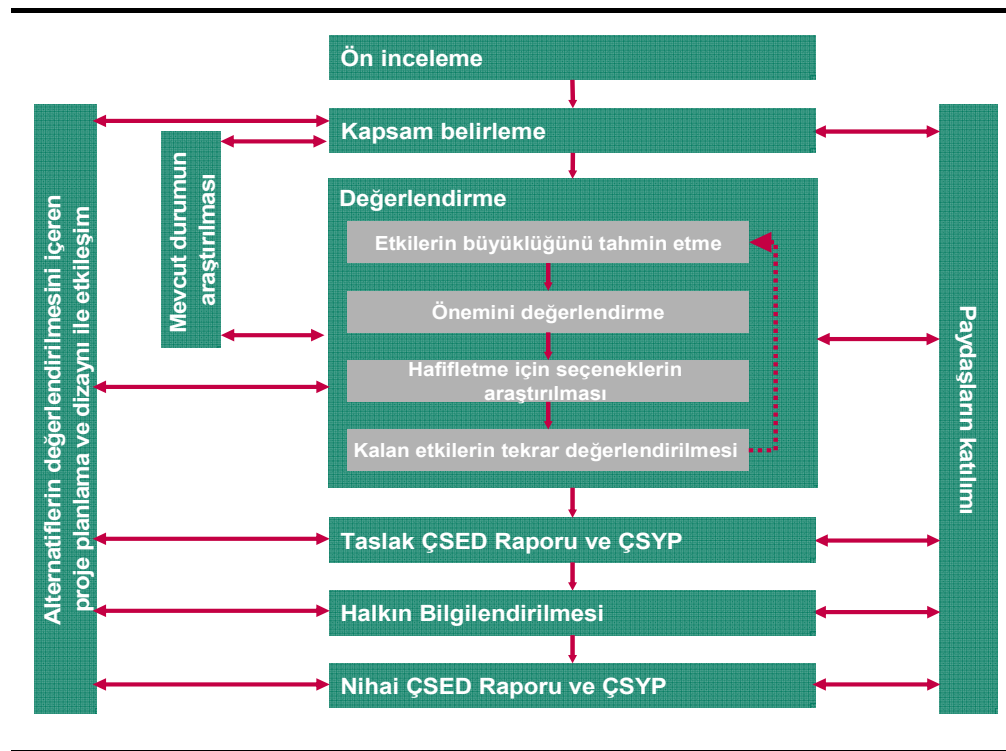 Ön inceleme
Kapsam belirleme
Alternatiflerin değerlendirilmesini içeren
proje planlama ve dizaynı ile etkileşim
Mevcut durumun
araştırılması
Değerlendirme
Etkilerin büyüklüğünü tahmin etme
Önemini değerlendirme
Hafifletme için seçeneklerin
araştırılması
Kalan etkilerin tekrar değerlendirilmesi
Paydaşların katılımı
Taslak ÇSED Raporu ve ÇSYP
Halkın Bilgilendirilmesi
Nihai ÇSED Raporu ve ÇSYP